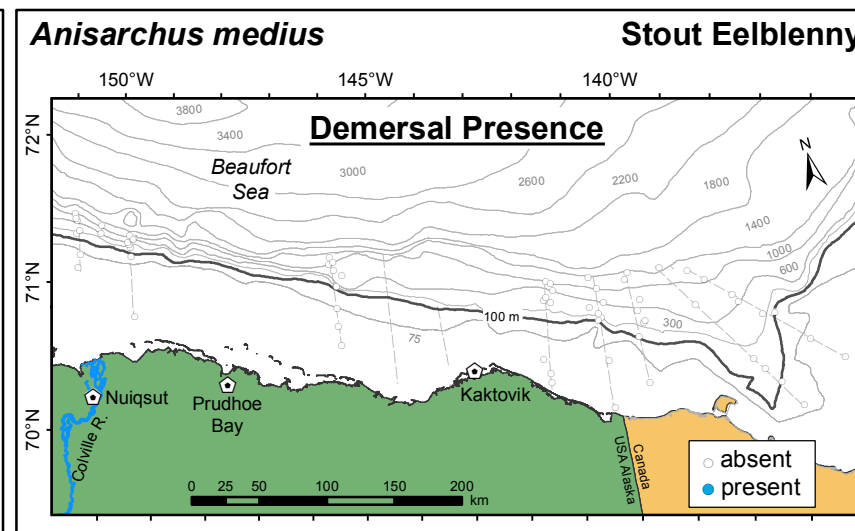 Anisarchus medius Stout Eelblenny
150°W 145°W 140°W
72°N
71°N
70°N
Demersal Presence
Beaufort
Sea
N
3800
3400
3000
2600
2200
1800
1400
1000
600
300
100 m
75
Nuiqsut
Prudhoe
Bay
Kaktovik
Colville R.
USA Alaska
Canada
absent
present
0 25 50 100 150 200
km